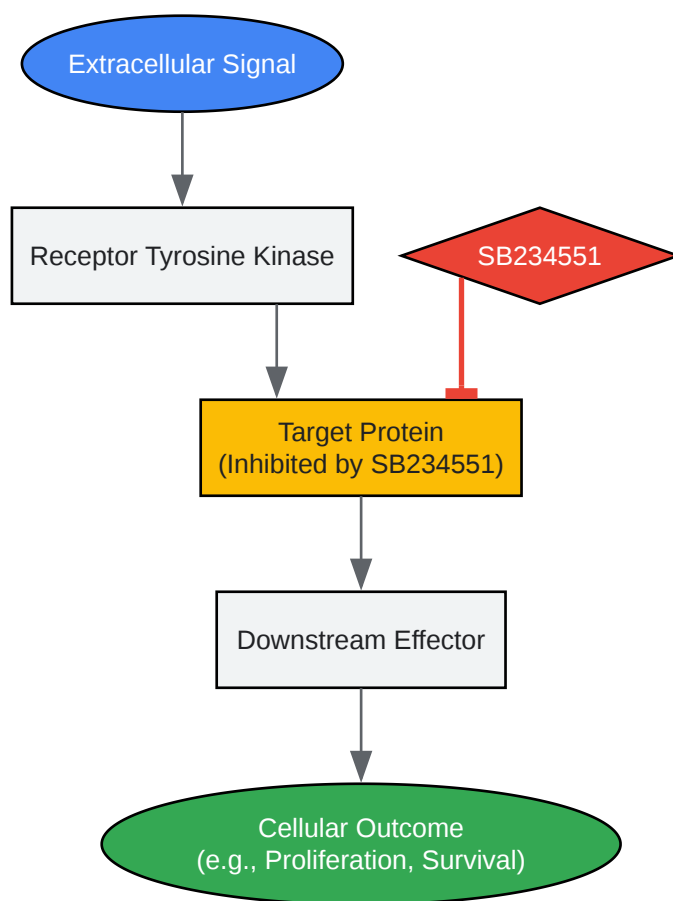 Extracellular Signal
Receptor Tyrosine Kinase
SB234551
Target Protein
(Inhibited by SB234551)
Downstream Effector
Cellular Outcome
(e.g., Proliferation, Survival)